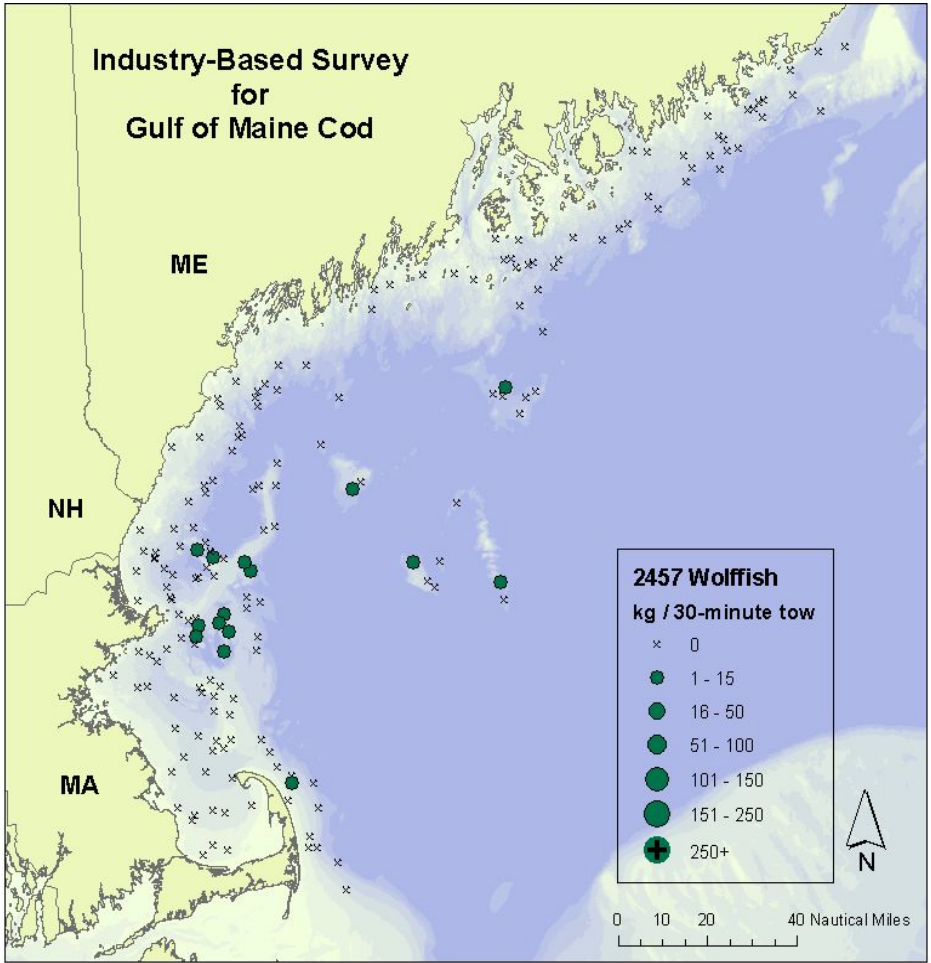 Industry-Based Survey
for
Gulf of Maine Cod
ME
NH
MA
2457 Wolffish
kg / 30-minute tow
0
1 - 15
16 - 50
51 - 100
101 - 150
151 - 250
250+
N
0 10 20 40 Nautical Miles